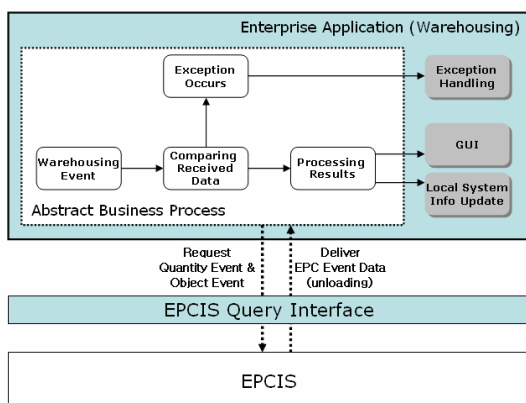 Enterprise Application (Warehousing)
Exception
Occurs
Exception
Handling
Warehousing
Event
Comparing
Received
Data
Processing
Results
GUI
Local System
Info Update
Abstract Business Process
Request
Quantity Event &
Object Event
Deliver
EPC Event Data
(unloading)
EPCIS Query Interface
EPCIS